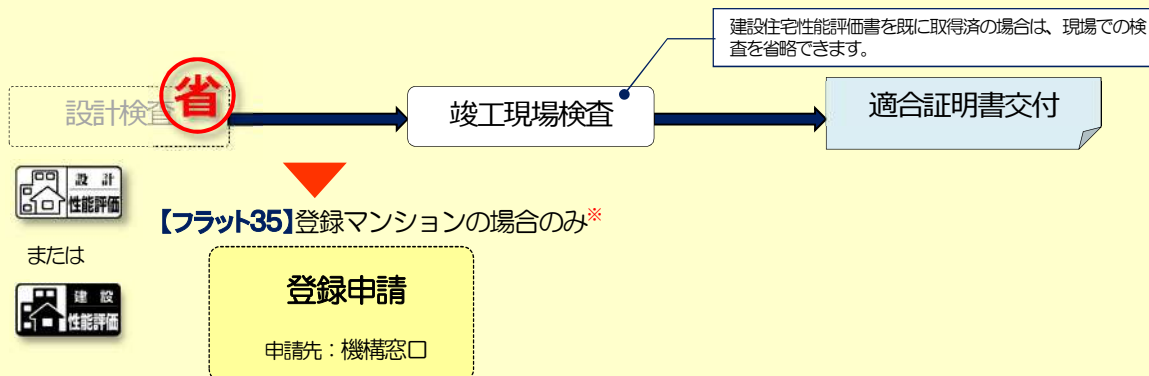 建設住宅性能評価書を既に取得済の場合は、現場での検
査を省略できます。
設計検査
省
竣工現場検査
適合証明書交付
設計
性能評価
または
建設
性能評価
【フラット35】登録マンションの場合のみ※
登録申請
申請先：機構窓口